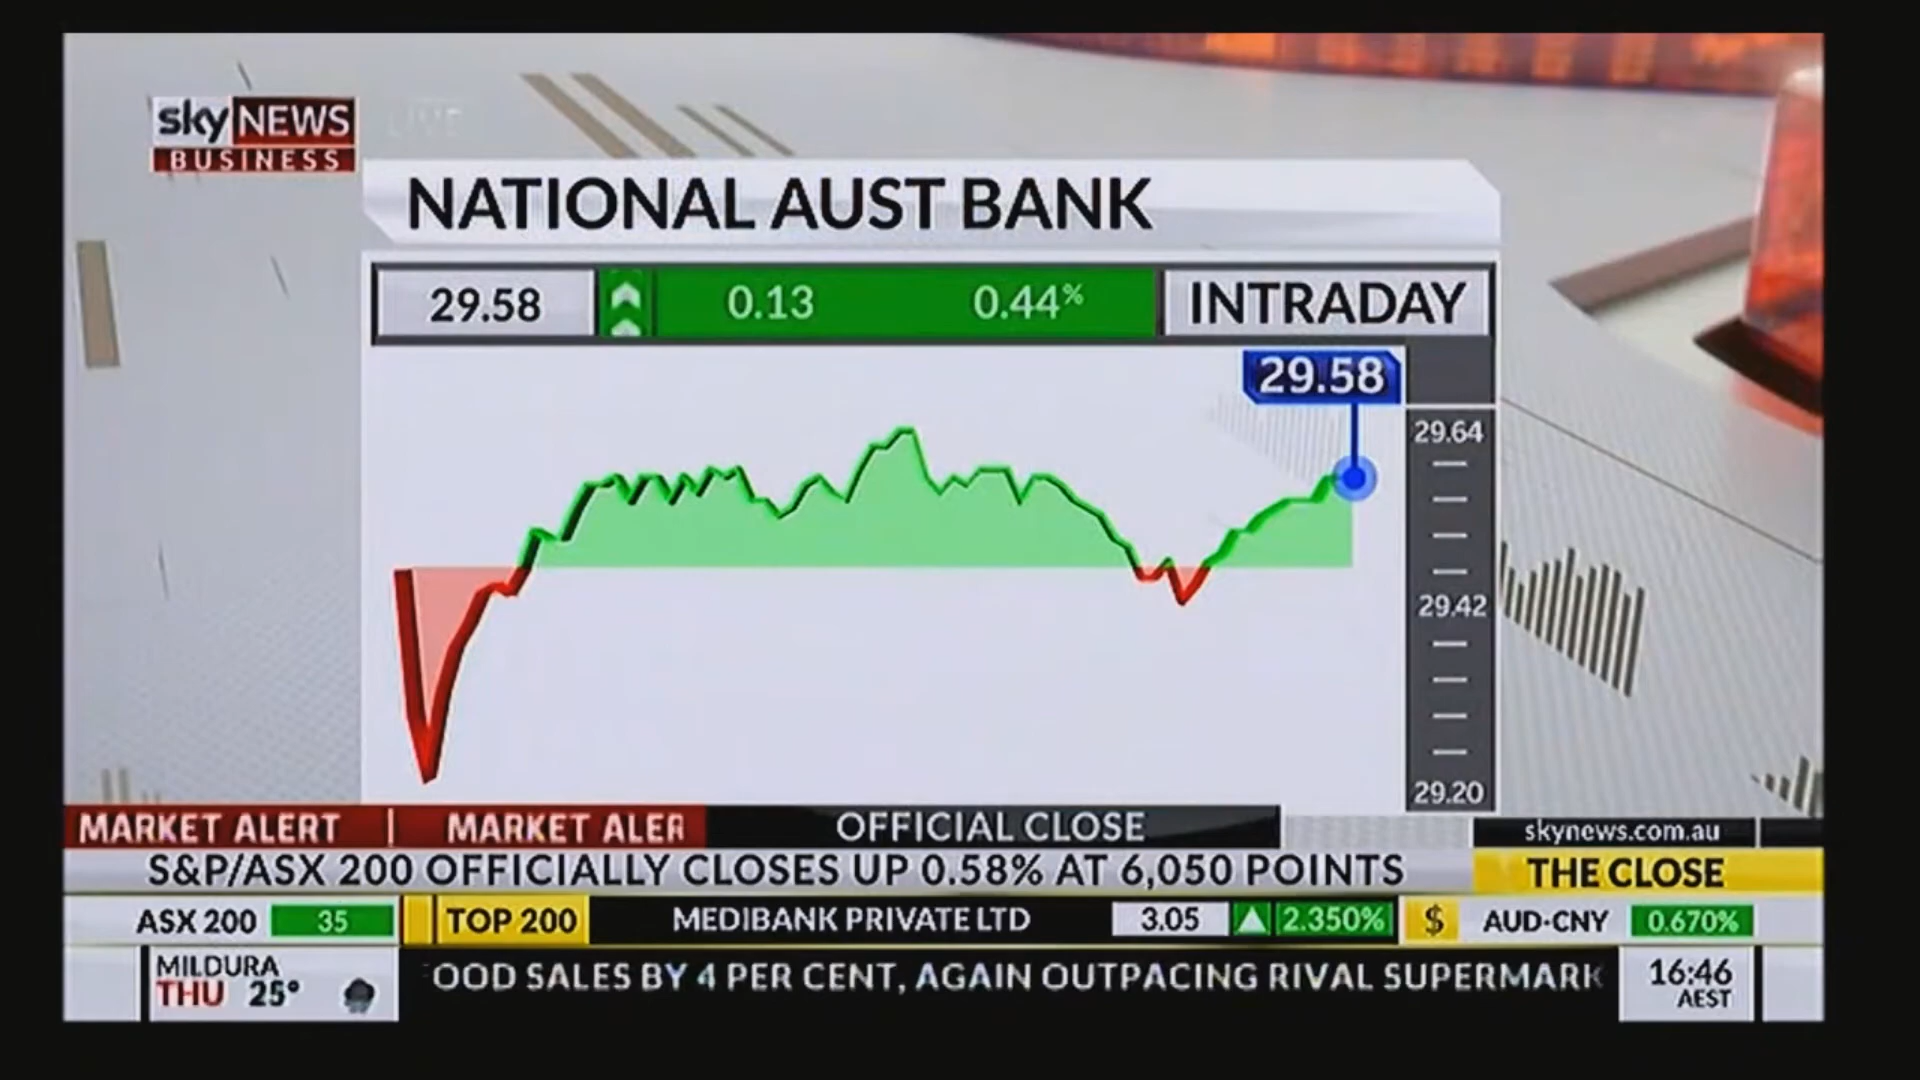 sky NEWS LIVE
BUSINESS
NATIONAL AUST BANK
29.58 0.13 0.44% INTRADAY
29.58
29.64
29.42
29.20
MARKET ALERT | MARKET ALER OFFICIAL CLOSE skynews.com.au
S&P/ASX 200 OFFICIALLY CLOSES UP 0.58% AT 6,050 POINTS THE CLOSE
ASX 200 35 TOP 200 MEDIBANK PRIVATE LTD 3.05 2.350% $ AUD-CNY 0.670%
MILDURA
THU 25°
OOD SALES BY 4 PER CENT, AGAIN OUTPACING RIVAL SUPERMARK
16:46
AEST